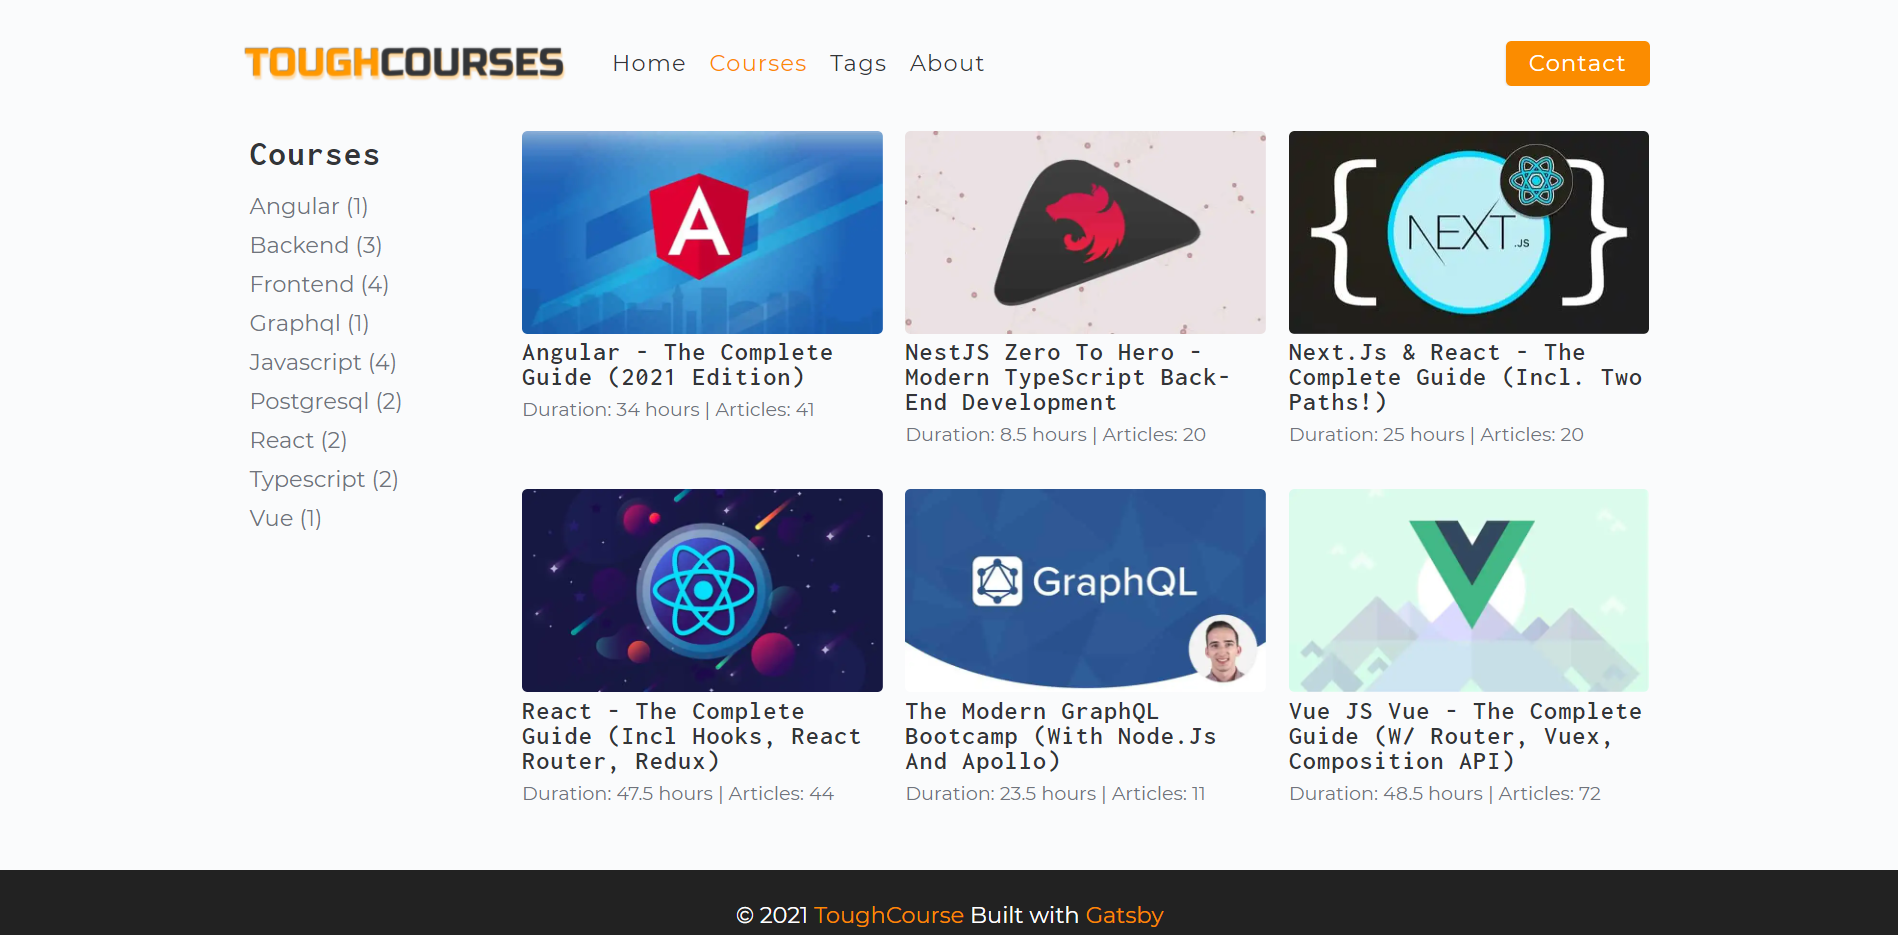 TOUGHCOURSES
Home Courses Tags About
Contact
Courses
Angular (1)
Backend (3)
Frontend (4)
Graphql (1)
Javascript (4)
Postgresql (2)
React (2)
Typescript (2)
Vue (1)
A
Angular - The Complete
Guide (2021 Edition)
Duration: 34 hours | Articles: 41
NestJS Zero To Hero -
Modern TypeScript Back-
End Development
Duration: 8.5 hours | Articles: 20
{ NEXT.JS }
Next.Js & React - The
Complete Guide (Incl. Two
Paths!)
Duration: 25 hours | Articles: 20
React - The Complete
Guide (Incl Hooks, React
Router, Redux)
Duration: 47.5 hours | Articles: 44
GraphQL
The Modern GraphQL
Bootcamp (With Node.Js
And Apollo)
Duration: 23.5 hours | Articles: 11
Vue JS Vue - The Complete
Guide (W/ Router, Vuex,
Composition API)
Duration: 48.5 hours | Articles: 72
© 2021 ToughCourse Built with Gatsby